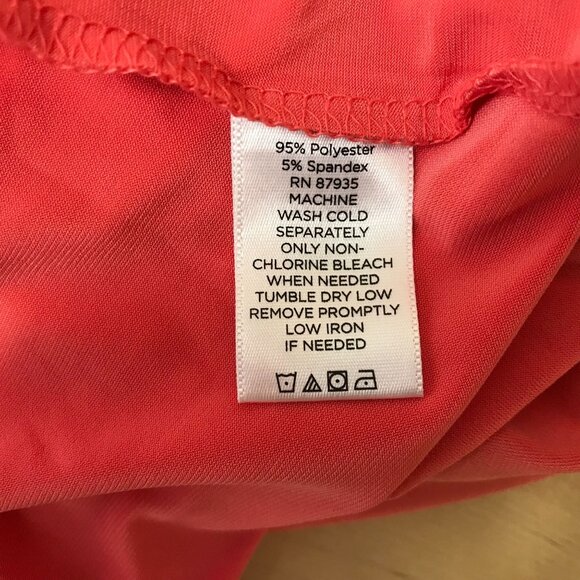 95% Polyester
5% Spandex
RN 87935
MACHINE
WASH COLD
SEPARATELY
ONLY NON-
CHLORINE BLEACH
WHEN NEEDED
TUMBLE DRY LOW
REMOVE PROMPTLY
LOW IRON
IF NEEDED